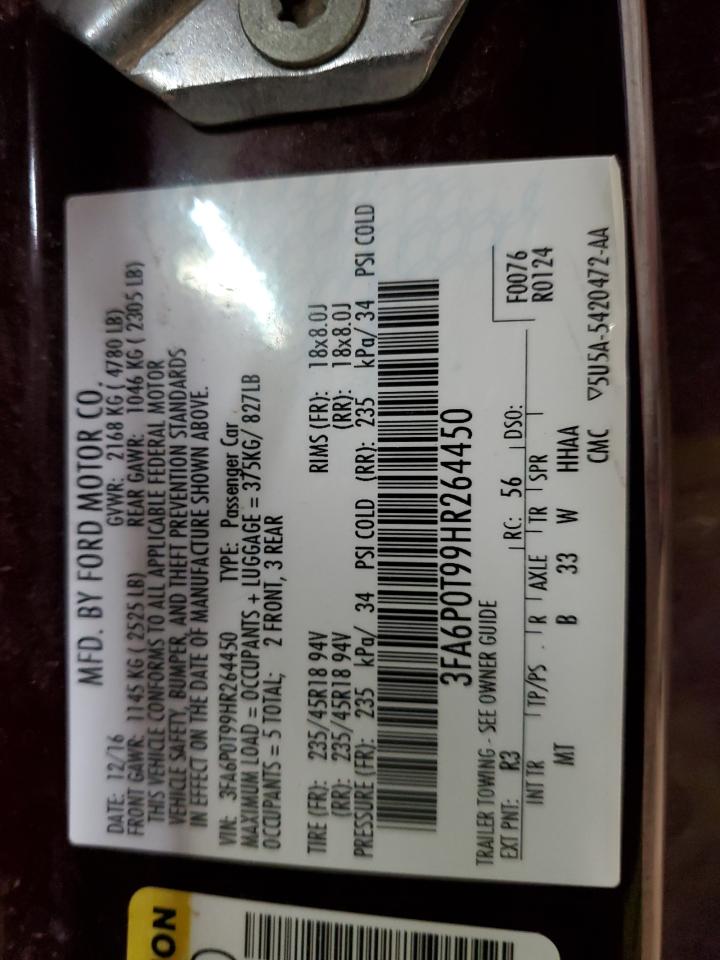 MFD. BY FORD MOTOR CO.
DATE: 12/16 GVWR: 2168 KG ( 4780 LB)
FRONT GAWR: 1145 KG ( 2525 LB) REAR GAWR: 1046 KG ( 2305 LB)
THIS VEHICLE CONFORMS TO ALL APPLICABLE FEDERAL MOTOR
VEHICLE SAFETY, BUMPER, AND THEFT PREVENTION STANDARDS
IN EFFECT ON THE DATE OF MANUFACTURE SHOWN ABOVE.
VIN: 3FA6P0T99HR264450 TYPE: Passenger Car
MAXIMUM LOAD = OCCUPANTS + LUGGAGE = 375KG/ 827LB
OCCUPANTS = 5 TOTAL; 2 FRONT, 3 REAR
TIRE (FR): 235/45R18 94V RIMS (FR): 18x8.0J
(RR): 235/45R18 94V (RR): 18x8.0J
PRESSURE (FR): 235 kPa/ 34 PSI COLD (RR): 235 kPa/ 34 PSI COLD
3FA6P0T99HR264450
TRAILER TOWING - SEE OWNER GUIDE
EXT PNT: R3 RC: 56 DSO: F0076
R0124
INT TR TP/PS R AXLE TR SPR
MT B 33 W HHAA
CMC ▽5U5A-5420472-AA
ON